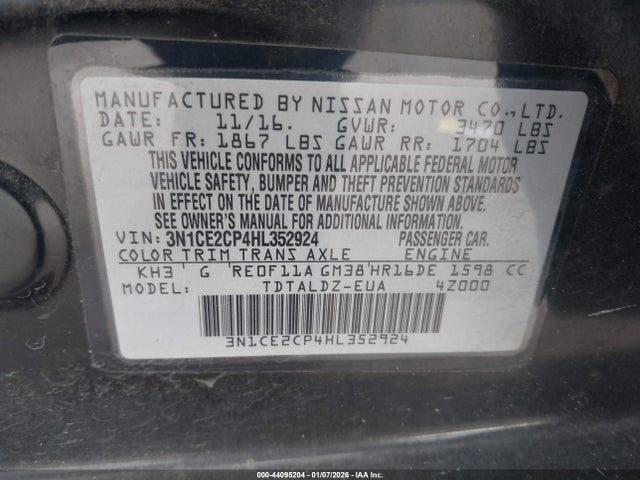 MANUFACTURED BY NISSAN MOTOR CO., LTD.
DATE: 11/16. GVWR: 3470 LBS
GAWR FR: 1867 LBS GAWR RR: 1704 LBS
THIS VEHICLE CONFORMS TO ALL APPLICABLE FEDERAL MOTOR
VEHICLE SAFETY, BUMPER AND THEFT PREVENTION STANDARDS
IN EFFECT ON THE DATE OF MANUFACTURE SHOWN ABOVE.
SEE OWNER'S MANUAL FOR ADDITIONAL INFORMATION.
VIN: 3N1CE2CP4HL352924 PASSENGER CAR.
COLOR TRIM TRANS AXLE ENGINE
KH3 G RE0F11A GM38 HR16DE 1598 CC
MODEL: TDTALDZ-EUA 4Z000
3N1CE2CP4HL352924
000-44095204 - 01/07/2026 - IAA Inc.